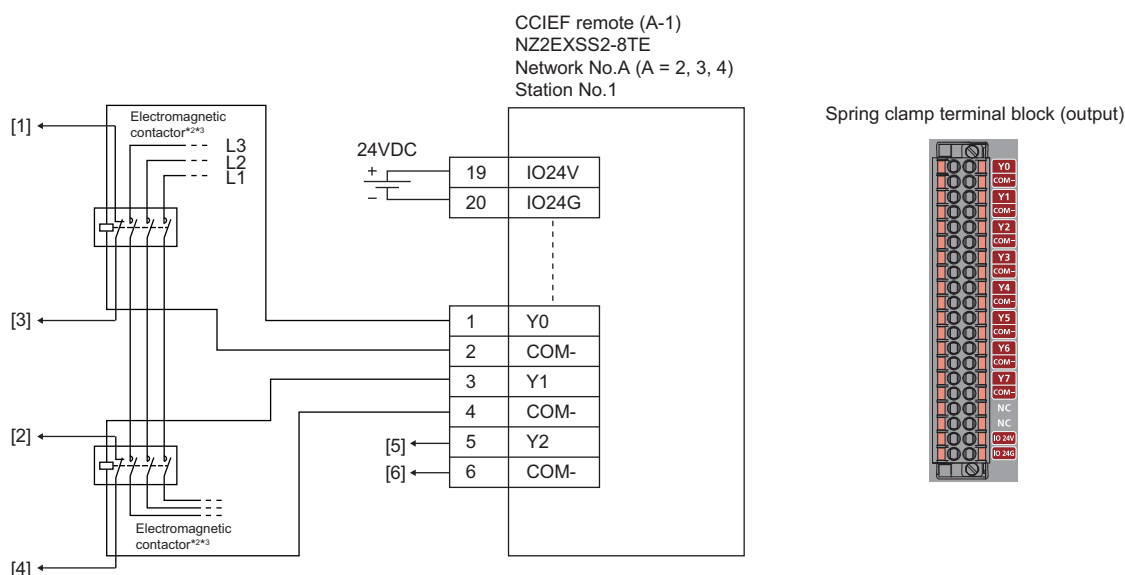 CCIEF remote (A-1)
NZ2EXSS2-8TE
Network No.A (A = 2, 3, 4)
Station No.1
Spring clamp terminal block (output)
[1]
Electromagnetic
contactor*2*3
L3
L2
L1
24VDC
+
−
19 IO24V
20 IO24G
[3]
1 Y0
2 COM-
3 Y1
4 COM-
[5] 5 Y2
[6] 6 COM-
[2]
Electromagnetic
contactor*2*3
[4]
Y0
COM−
Y1
COM−
Y2
COM−
Y3
COM−
Y4
COM−
Y5
COM−
Y6
COM−
Y7
COM−
NC
NC
IO 24V
IO 24G